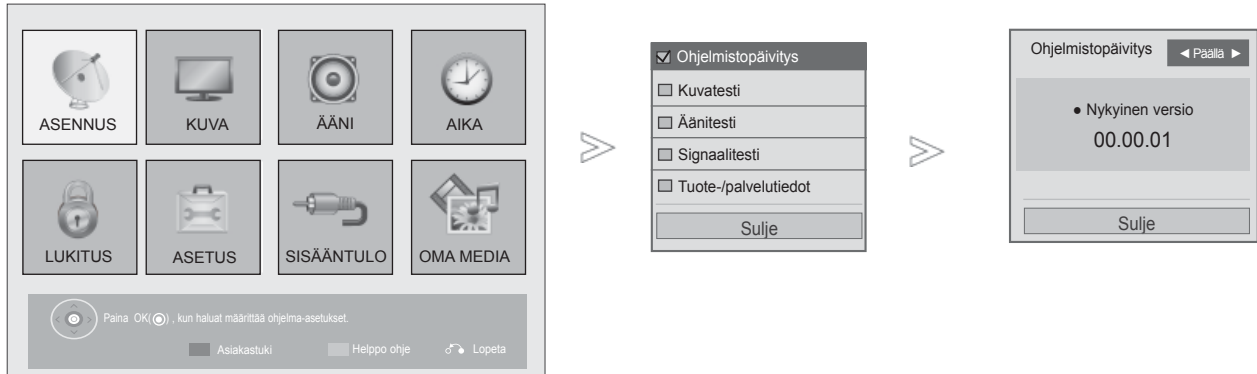 ASENNUS
KUVA
ÄÄNI
AIKA
LUKITUS
ASETUS
SISÄÄNTULO
OMA MEDIA
Paina OK(◉) , kun haluat määrittää ohjelma-asetukset.
Asiakastuki
Helppo ohje
Lopeta
Ohjelmistopäivitys
Kuvatesti
Äänitesti
Signaalitesti
Tuote-/palvelutiedot
Sulje
Ohjelmistopäivitys ◄ Päällä ►
● Nykyinen versio
00.00.01
Sulje